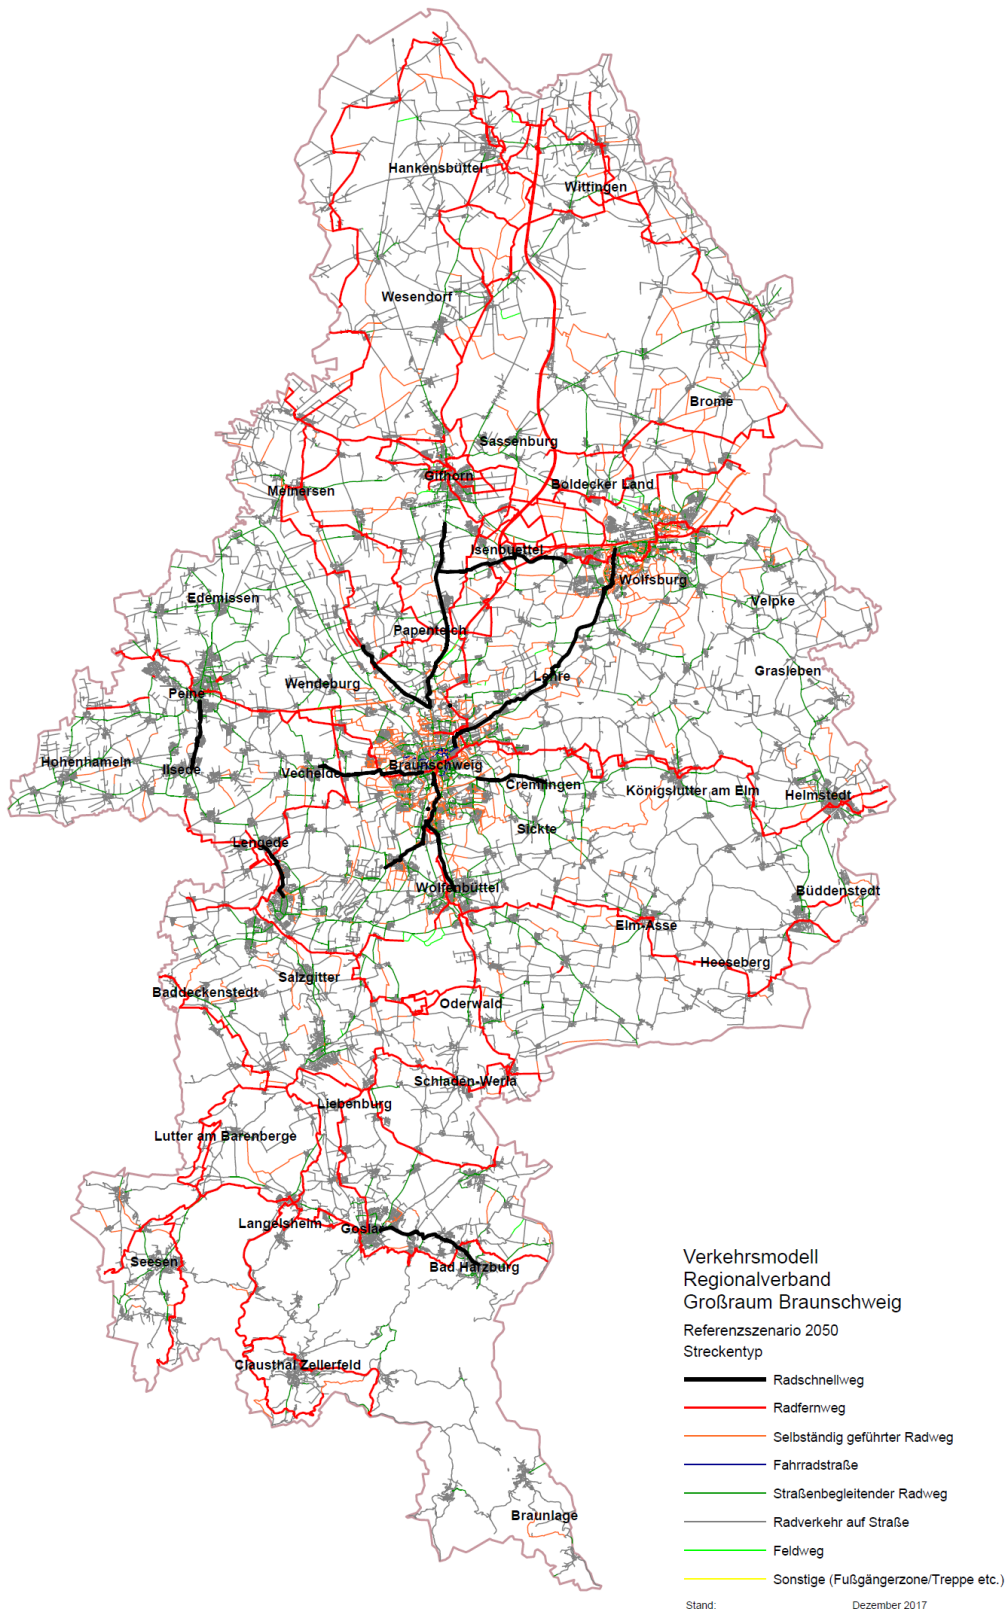 Hankensbüttel
Wittingen
Wesendorf
Brome
Sassenburg
Gifhorn
Meinersen
Boldecker Land
Isenbuettel
Wolfsburg
Edemissen
Velpke
Papenteich
Grasleben
Lehre
Wendeburg
Peine
Hohenhameln
Ilsede
Vechelde
Braunschweig
Cremlingen
Königslutter am Elm
Helmstedt
Sickte
Lengede
Wolfenbüttel
Büddenstedt
Elm-Asse
Heeseberg
Salzgitter
Baddeckenstedt
Oderwald
Schladen-Werla
Liebenburg
Lutter am Barenberge
Langelsheim
Goslar
Seesen
Bad Harzburg
Clausthal Zellerfeld
Braunlage
Verkehrsmodell
Regionalverband
Großraum Braunschweig
Referenzszenario 2050
Streckentyp
Radschnellweg
Radfernweg
Selbständig geführter Radweg
Fahrradstraße
Straßenbegleitender Radweg
Radverkehr auf Straße
Feldweg
Sonstige (Fußgängerzone/Treppe etc.)
Stand: Dezember 2017